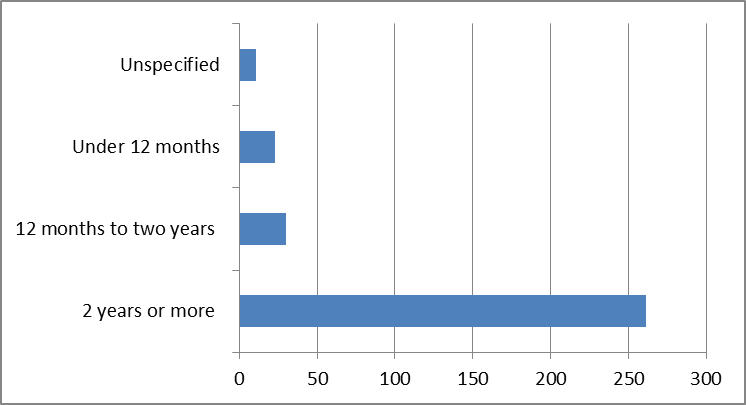 Unspecified
Under 12 months
12 months to two years
2 years or more
0 50 100 150 200 250 300